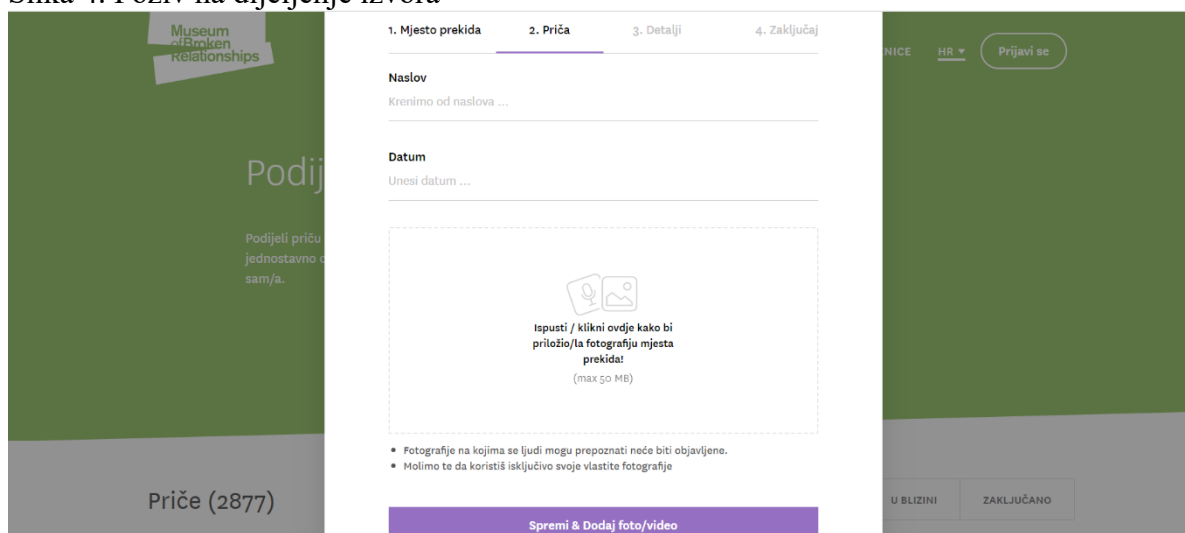 Museum
of Broken
Relationships
NICE HR ▾ Prijavi se
1. Mjesto prekida 2. Priča 3. Detalji 4. Zaključaj
Naslov
Krenimo od naslova ...
Datum
Unesi datum ...
Podij
Podijeli priču
jednostavno
sam/a.
Ispusti / klikni ovdje kako bi
priložio/la fotografiju mjesta
prekida!
(max 50 MB)
• Fotografije na kojima se ljudi mogu prepoznati neće biti objavljene.
• Molimo te da koristiš isključivo svoje vlastite fotografije
Priče (2877)
U BLIZINI ZAKLJUČANO
Spremi & Dodaj foto/video